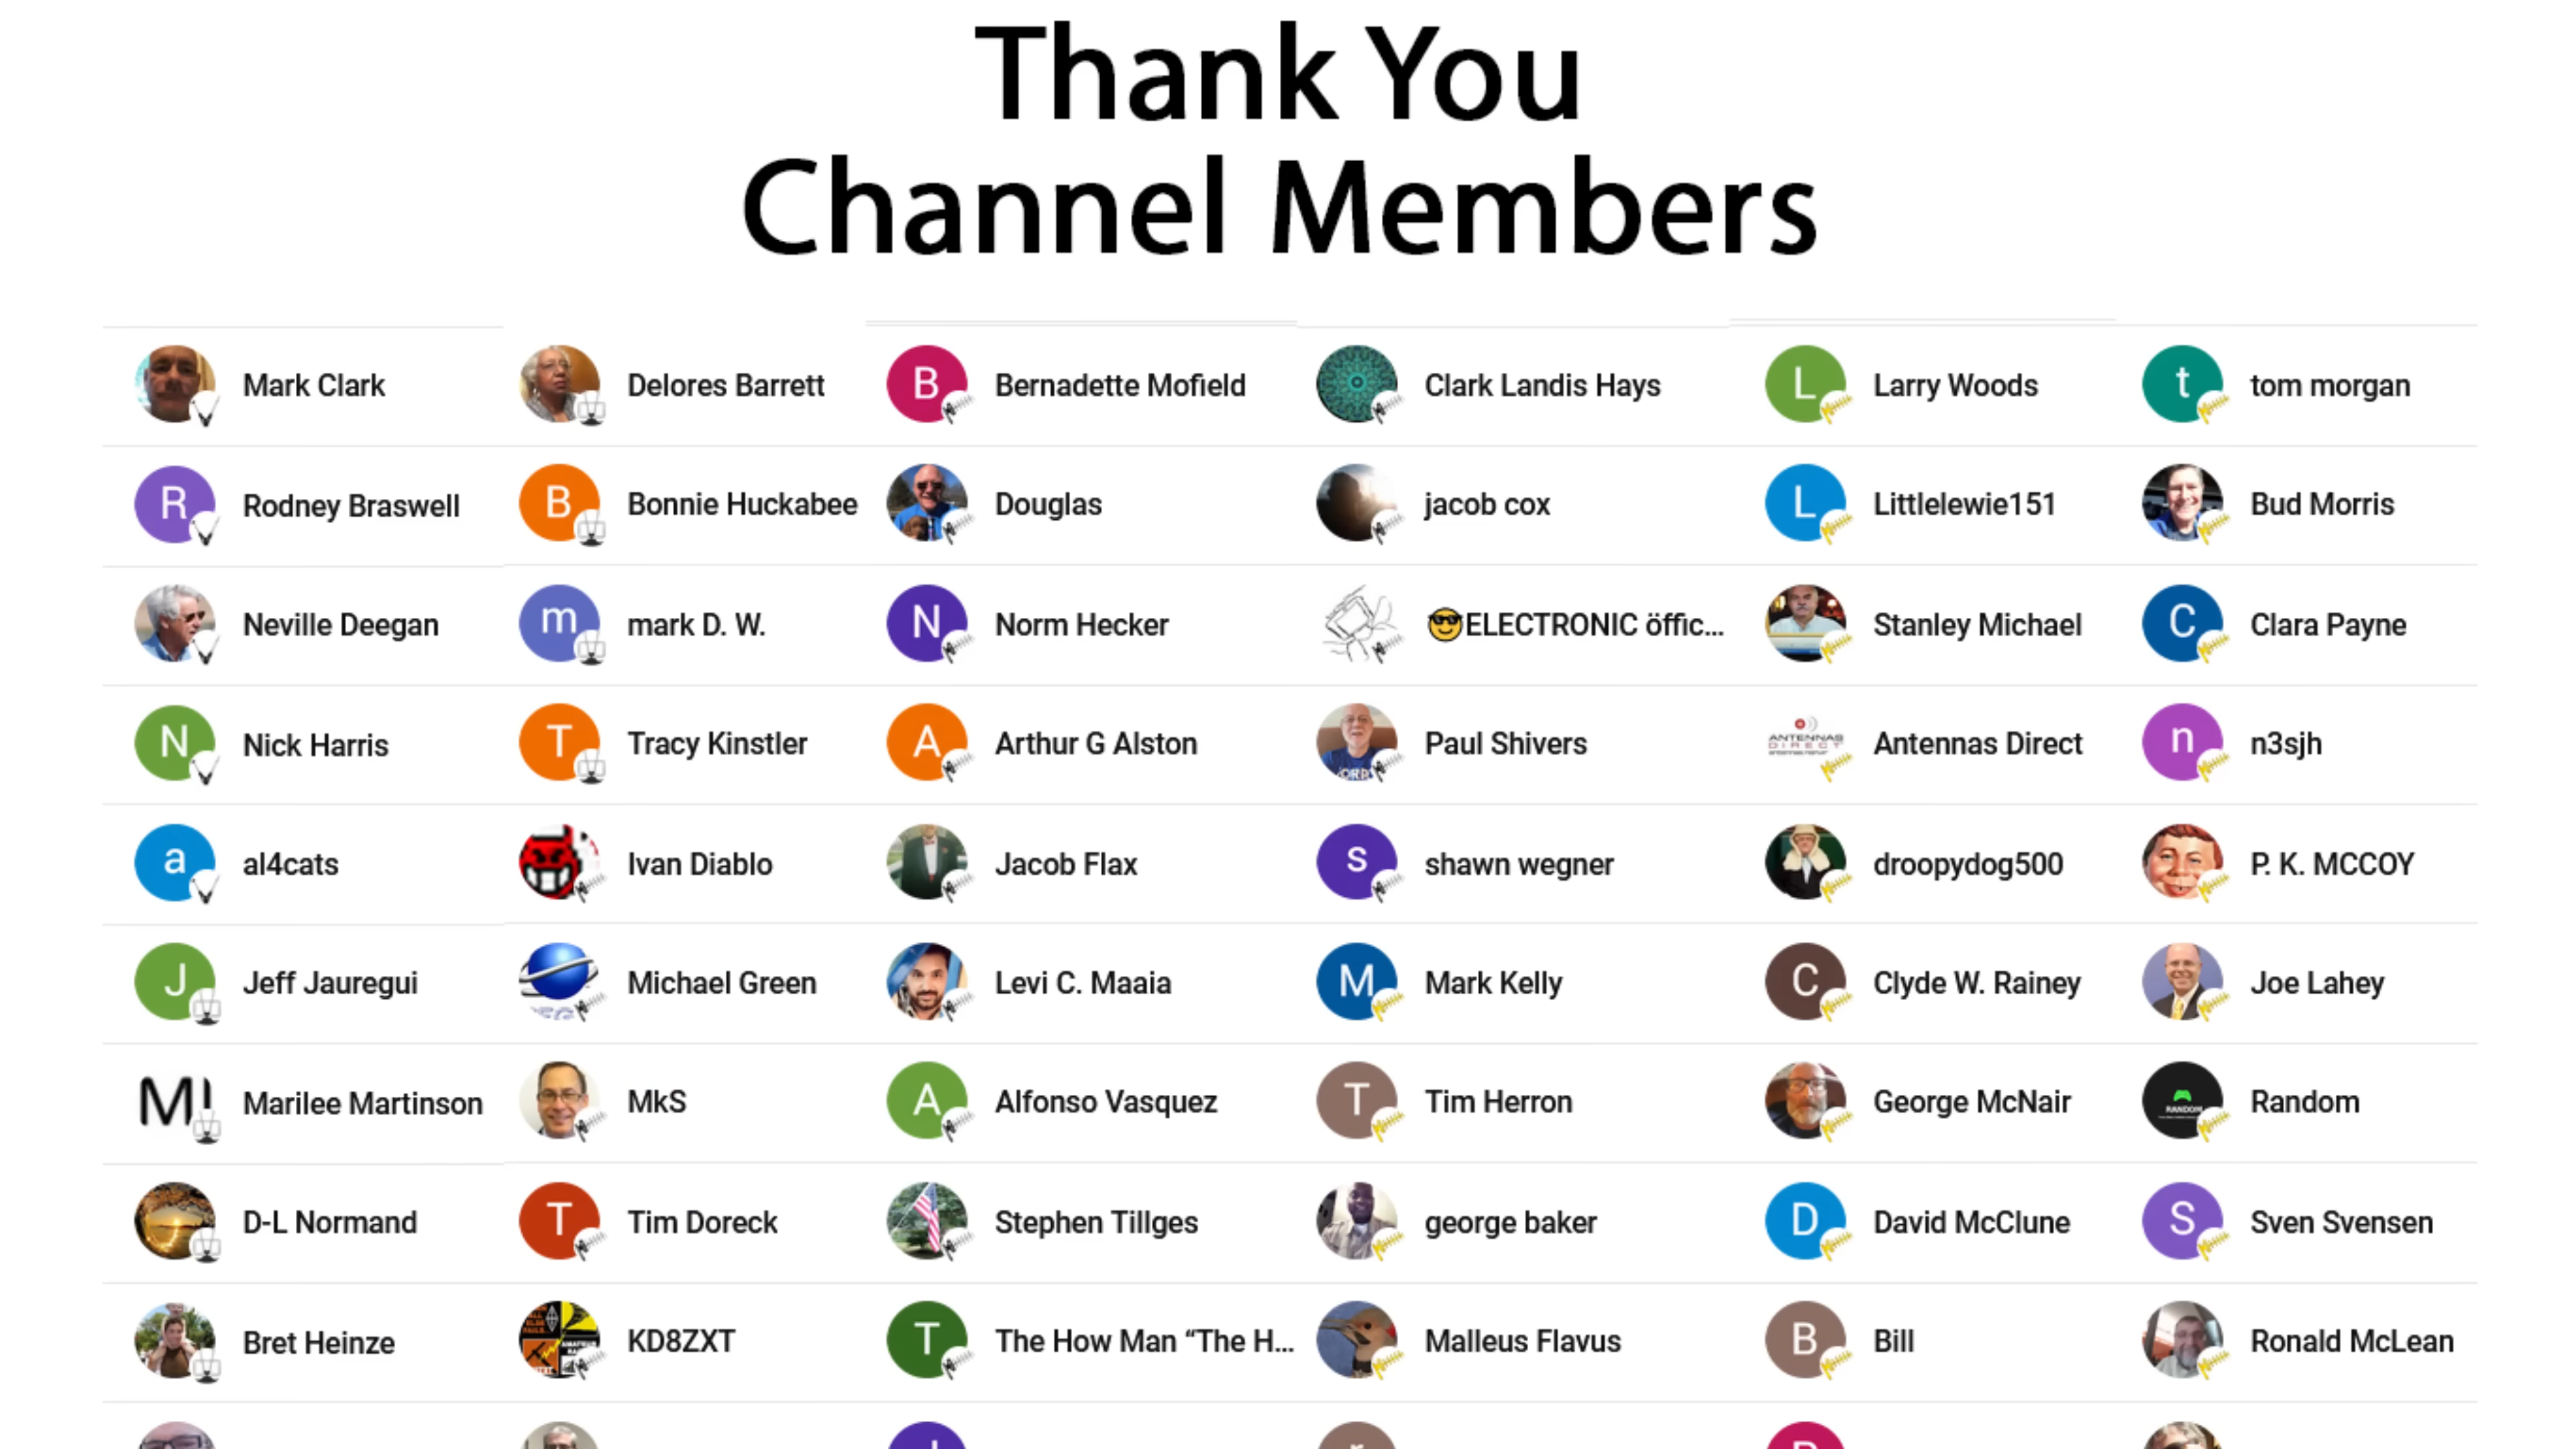 Thank You
Channel Members
Mark Clark
Delores Barrett
B
Bernadette Mofield
Clark Landis Hays
L
Larry Woods
t
tom morgan
R
Rodney Braswell
B
Bonnie Huckabee
Douglas
jacob cox
L
Littlelewie151
Bud Morris
Neville Deegan
m
mark D. W.
N
Norm Hecker
😎ELECTRONIC öffic...
Stanley Michael
C
Clara Payne
N
Nick Harris
T
Tracy Kinstler
A
Arthur G Alston
Paul Shivers
ANTENNAS
DIRECT
Antennas Direct
n
n3sjh
a
al4cats
Ivan Diablo
Jacob Flax
s
shawn wegner
droopydog500
P. K. MCCOY
J
Jeff Jauregui
Michael Green
Levi C. Maaia
M
Mark Kelly
C
Clyde W. Rainey
Joe Lahey
Marilee Martinson
MkS
A
Alfonso Vasquez
T
Tim Herron
George McNair
RANDOM
Random
D-L Normand
T
Tim Doreck
Stephen Tillges
george baker
D
David McClune
S
Sven Svensen
Bret Heinze
KD8ZXT
T
The How Man “The H...
Malleus Flavus
B
Bill
Ronald McLean